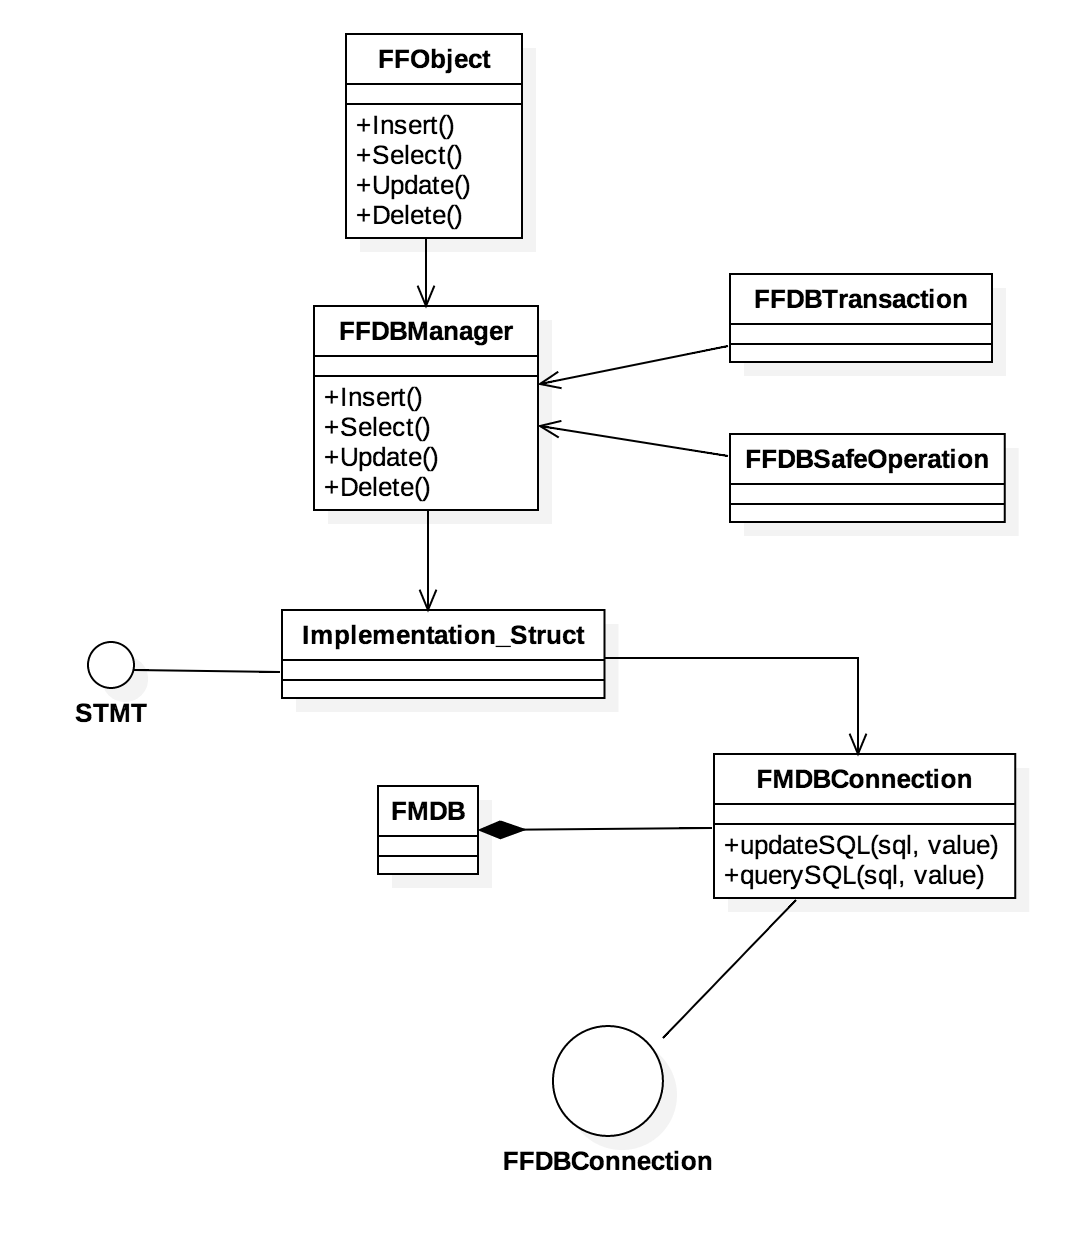 FFObject
+Insert()
+Select()
+Update()
+Delete()
FFDBManager
+Insert()
+Select()
+Update()
+Delete()
FFDBTransaction
FFDBSafeOperation
Implementation_Struct
STMT
FMDB
FMDBConnection
+updateSQL(sql, value)
+querySQL(sql, value)
FFDBConnection